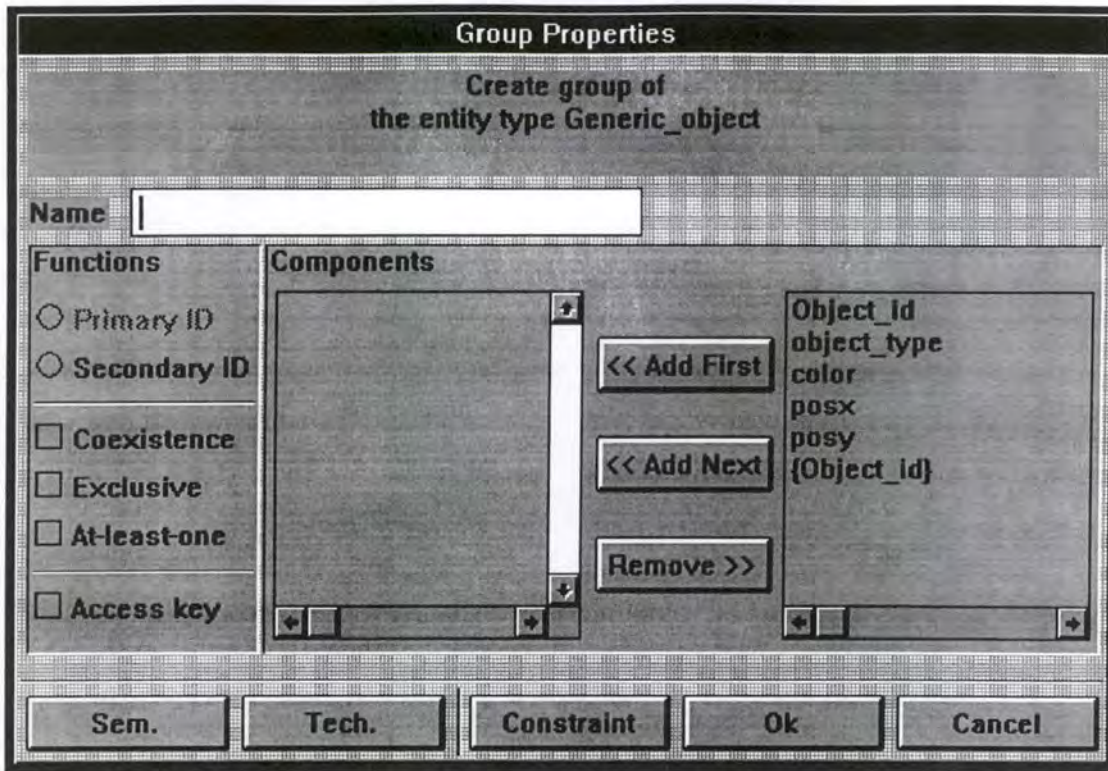 Group Properties
Create group of
the entity type Generic_object
Name
Functions
Primary ID
Secondary ID
Coexistence
Exclusive
At-least-one
Access key
Components
<< Add First
<< Add Next
Remove >>
Object_id
object_type
color
posx
posy
{Object_id}
Sem.
Tech.
Constraint
Ok
Cancel